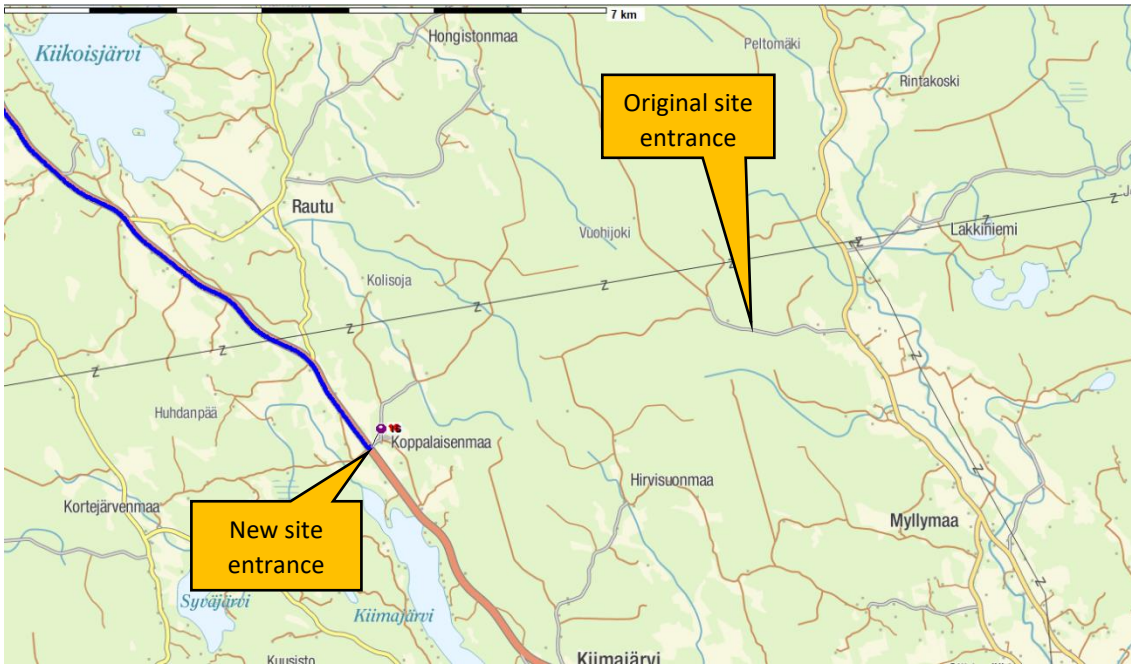 7 km
Hongistonmaa
Peltomäki
Kiikoisjärvi
Rintakoski
Original site
entrance
Rautu
Vuohijoki
Lakkiniemi
Kolisoja
Z
Z
Z
Z
Z
Z
Z
Z
Huhdanpää
Koppalaisenmaa
Z
Hirvisuonmaa
Kortejärvenmaa
New site
entrance
Myllymaa
Z
Syväjärvi
Kiimajärvi
Kuusisto
Kiimajärvi